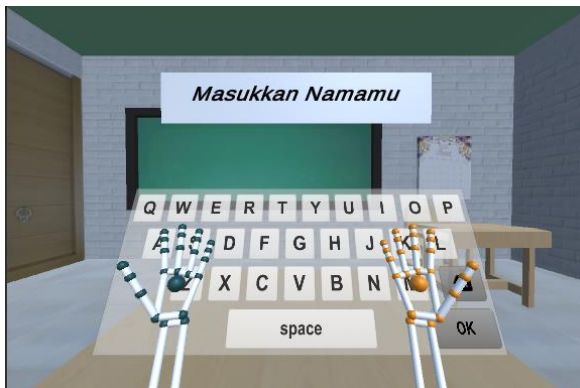 Masukkan Namamu
Q W E R T Y U I O P
A S D F G H J K L
Z X C V B N M
space OK